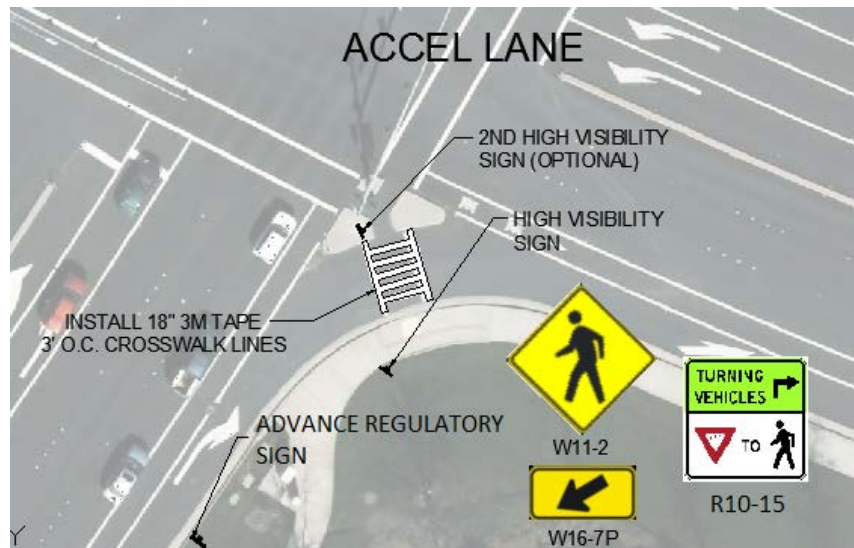 ACCEL LANE
2ND HIGH VISIBILITY
SIGN (OPTIONAL)
HIGH VISIBILITY
SIGN
INSTALL 18" 3M TAPE
3' O.C. CROSSWALK LINES
ADVANCE REGULATORY
SIGN
W11-2
W16-7P
TURNING
VEHICLES
TO
R10-15
Y